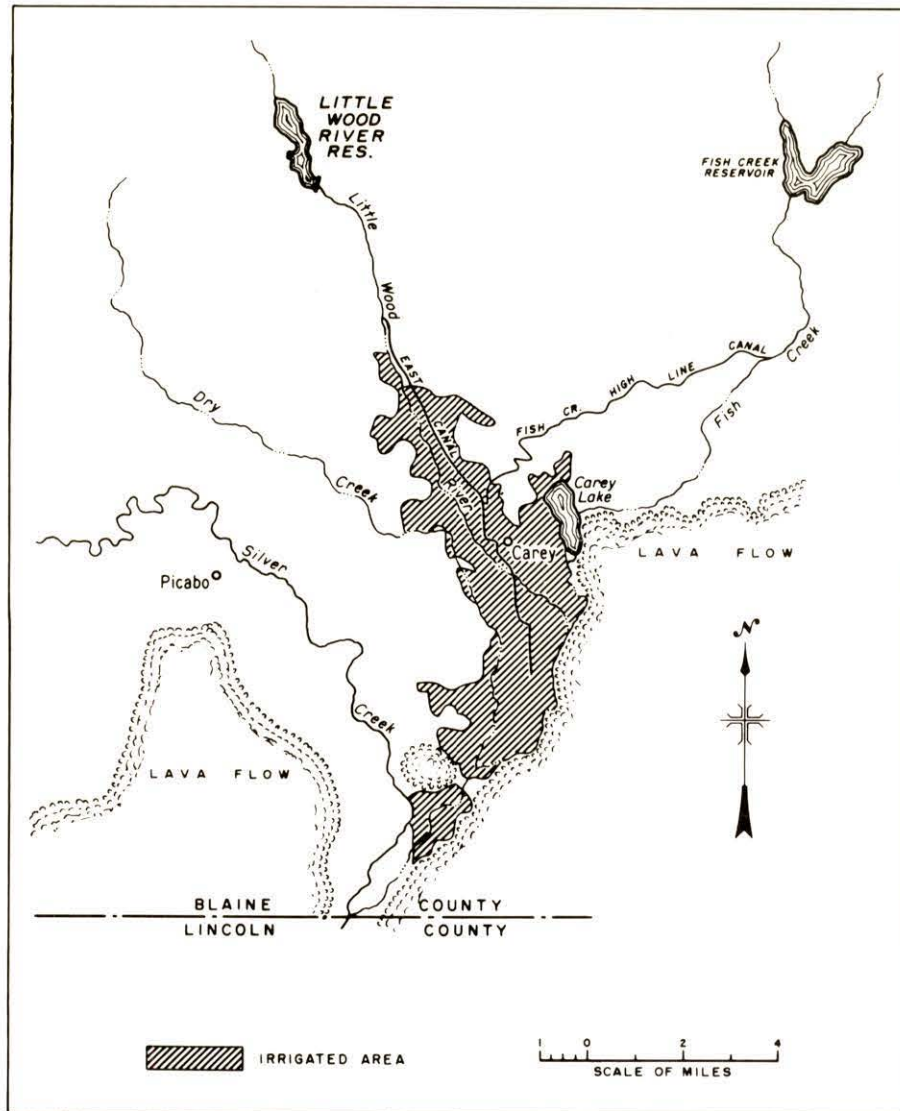 LITTLE
WOOD
RIVER
RES.
FISH CREEK
RESERVOIR
Little
Wood
River
EAST CANAL
FISH CR. HIGH LINE CANAL
Fish Creek
Dry Creek
Carey
Lake
Carey
LAVA FLOW
Silver Creek
Picabo
N
LAVA FLOW
BLAINE COUNTY
LINCOLN COUNTY
IRRIGATED AREA
1 0 2 4
SCALE OF MILES